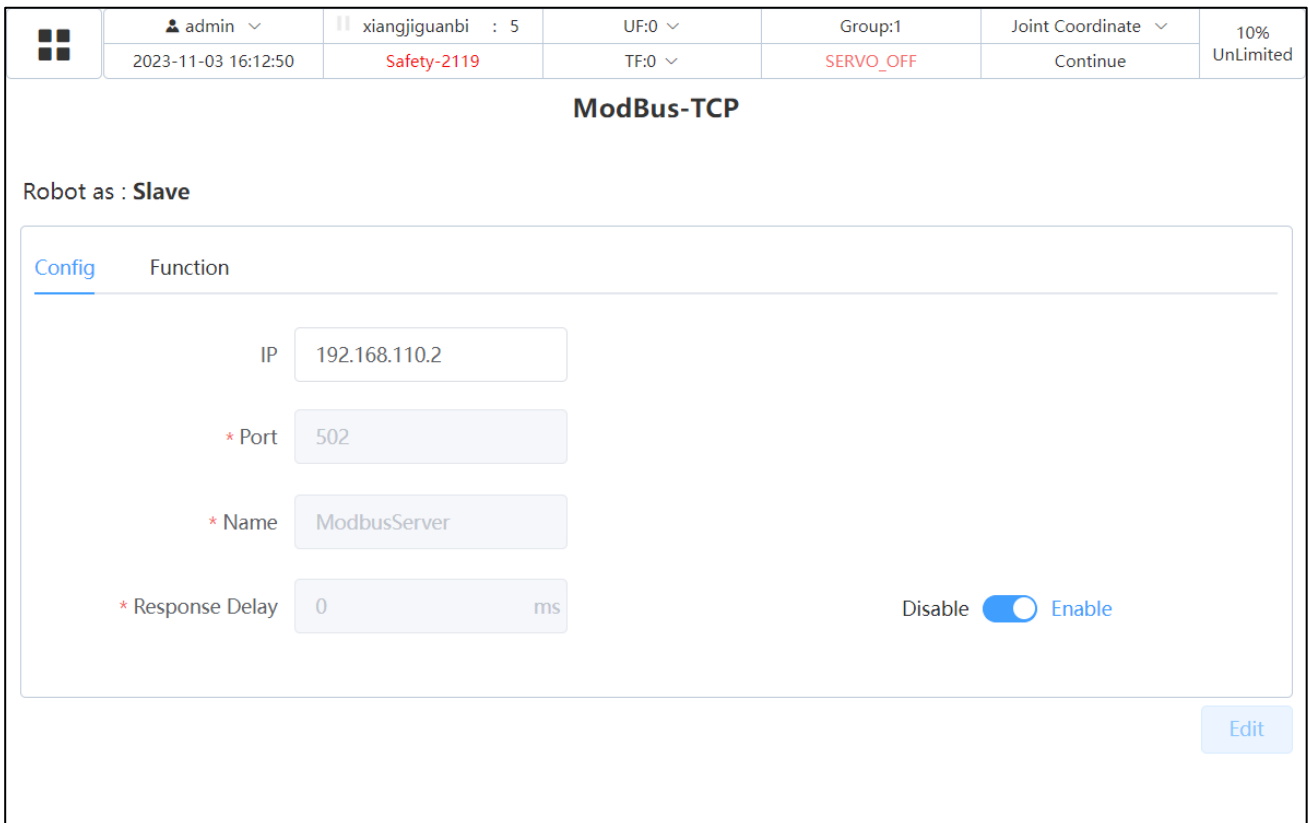 admin xiangjiguanbi : 5 UF:0 Group:1 Joint Coordinate 10%
2023-11-03 16:12:50 Safety-2119 TF:0 SERVO_OFF Continue UnLimited
ModBus-TCP
Robot as : Slave
Config Function
IP 192.168.110.2
* Port 502
* Name ModbusServer
* Response Delay 0 ms Disable Enable
Edit